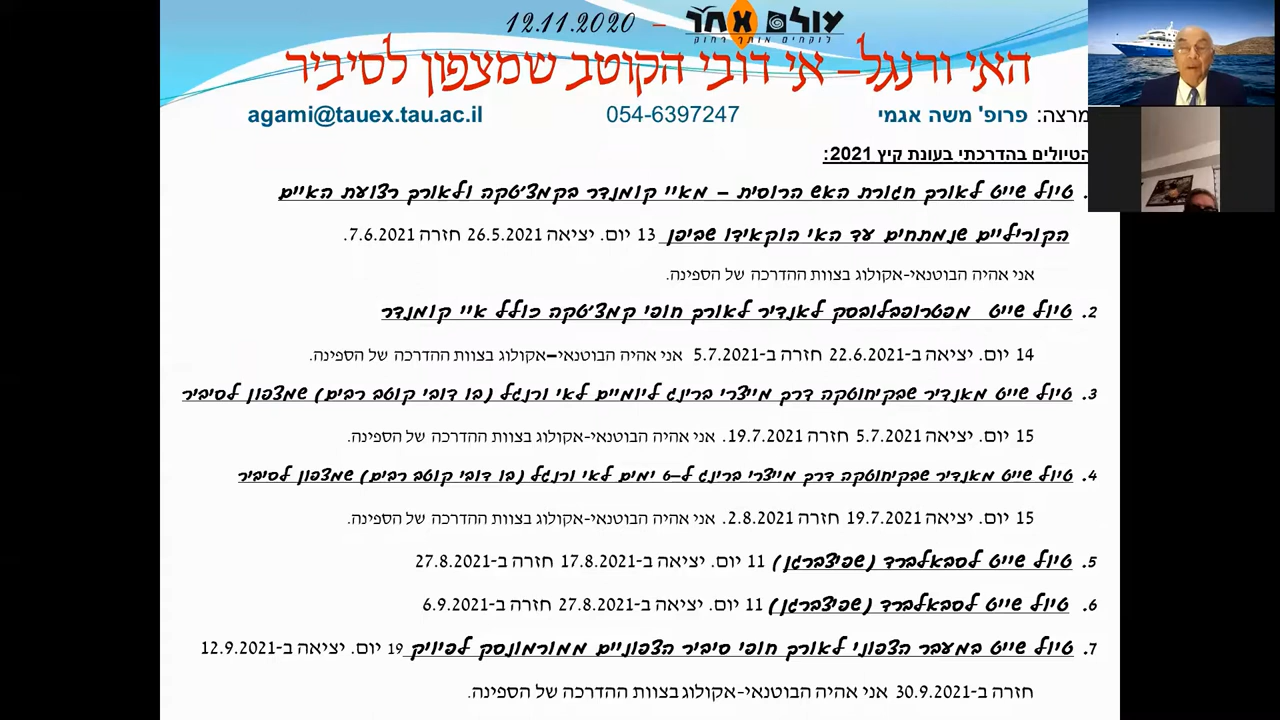 עולם אחר – 12.11.2020
לוקחים אותך רחוק
האי ורנגל– אי דובי הקוטב שמצפון לסיביר
מרצה: פרופ' משה אגמי 054-6397247 agami@tauex.tau.ac.il
הטיולים בהדרכתי בעונת קיץ 2021:
טיול שייט לאורך חגורת האש הרוסית – מאיי קומנדר בקמצ'טקה ולאורך רצועת האיים
הקוריליים שנמתחים עד האי הוקאידו שביפן 13 יום. יציאה 26.5.2021 חזרה 7.6.2021.
אני אהיה הבוטנאי-אקולוג בצוות ההדרכה של הספינה.
2. טיול שייט מפטרופבלובסק לאנדיר לאורך חופי קמצ'טקה כולל איי קומנדר
14 יום. יציאה ב-22.6.2021 חזרה ב-5.7.2021 אני אהיה הבוטנאי–אקולוג בצוות ההדרכה של הספינה.
3. טיול שייט מאנדיר שבקיחוטקה דרך מייצרי ברינג ליומיים לאי ורנגל (בו דובי קוטב רבים) שמצפון לסיביר
15 יום. יציאה 5.7.2021 חזרה 19.7.2021. אני אהיה הבוטנאי-אקולוג בצוות ההדרכה של הספינה.
4. טיול שייט מאנדיר שבקיחוטקה דרך מייצרי ברינג ל–6 ימים לאי ורנגל (בו דובי קוטב רבים) שמצפון לסיביר
15 יום. יציאה 19.7.2021 חזרה 2.8.2021. אני אהיה הבוטנאי-אקולוג בצוות ההדרכה של הספינה.
5. טיול שייט לסבאלברד (שפיצברגן) 11 יום. יציאה ב-17.8.2021 חזרה ב-27.8.2021
6. טיול שייט לסבאלברד (שפיצברגן) 11 יום. יציאה ב-27.8.2021 חזרה ב-6.9.2021
7. טיול שייט במעבר הצפוני לאורך חופי סיביר הצפוניים ממורמונסק לפיוויק 19 יום. יציאה ב-12.9.2021
חזרה ב-30.9.2021 אני אהיה הבוטנאי-אקולוג בצוות ההדרכה של הספינה.